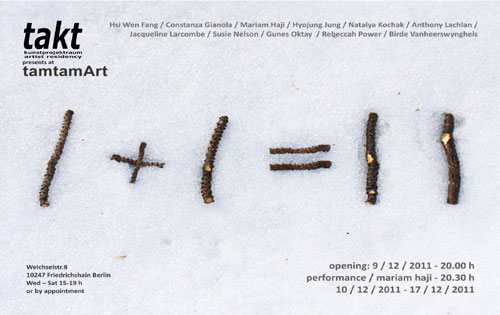 takt
kunstprojektraum
artist residency
presents at
tamtamArt
Hsi Wen Fang / Constanza Gianola / Mariam Haji / Hyojung Jung / Natalya Kochak / Anthony Lachlan /
Jacqueline Larcombe / Susie Nelson / Gunes Oktay / Rebeccah Power / Birde Vanheerswynghels
1 + 1 = 11
Weichselstr.8
10247 Friedrichshain Berlin
Wed – Sat 15-19 h
or by appointment
opening: 9 / 12 / 2011 - 20.00 h
performance / mariam haji - 20.30 h
10 / 12 / 2011 - 17 / 12 / 2011